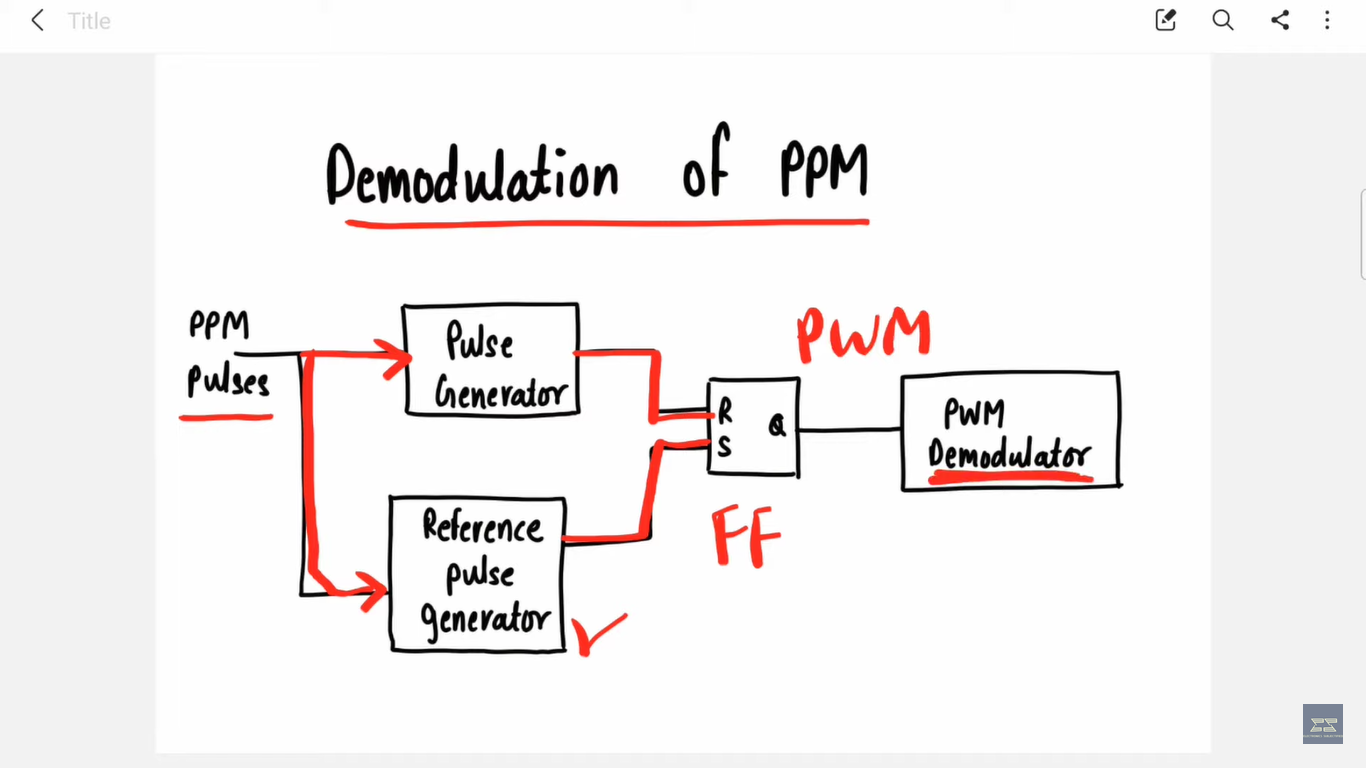 Title
Demodulation of PPM
PPM
Pulses
Pulse
Generator
PWM
R
Q
S
PWM
Demodulator
FF
Reference
pulse
generator